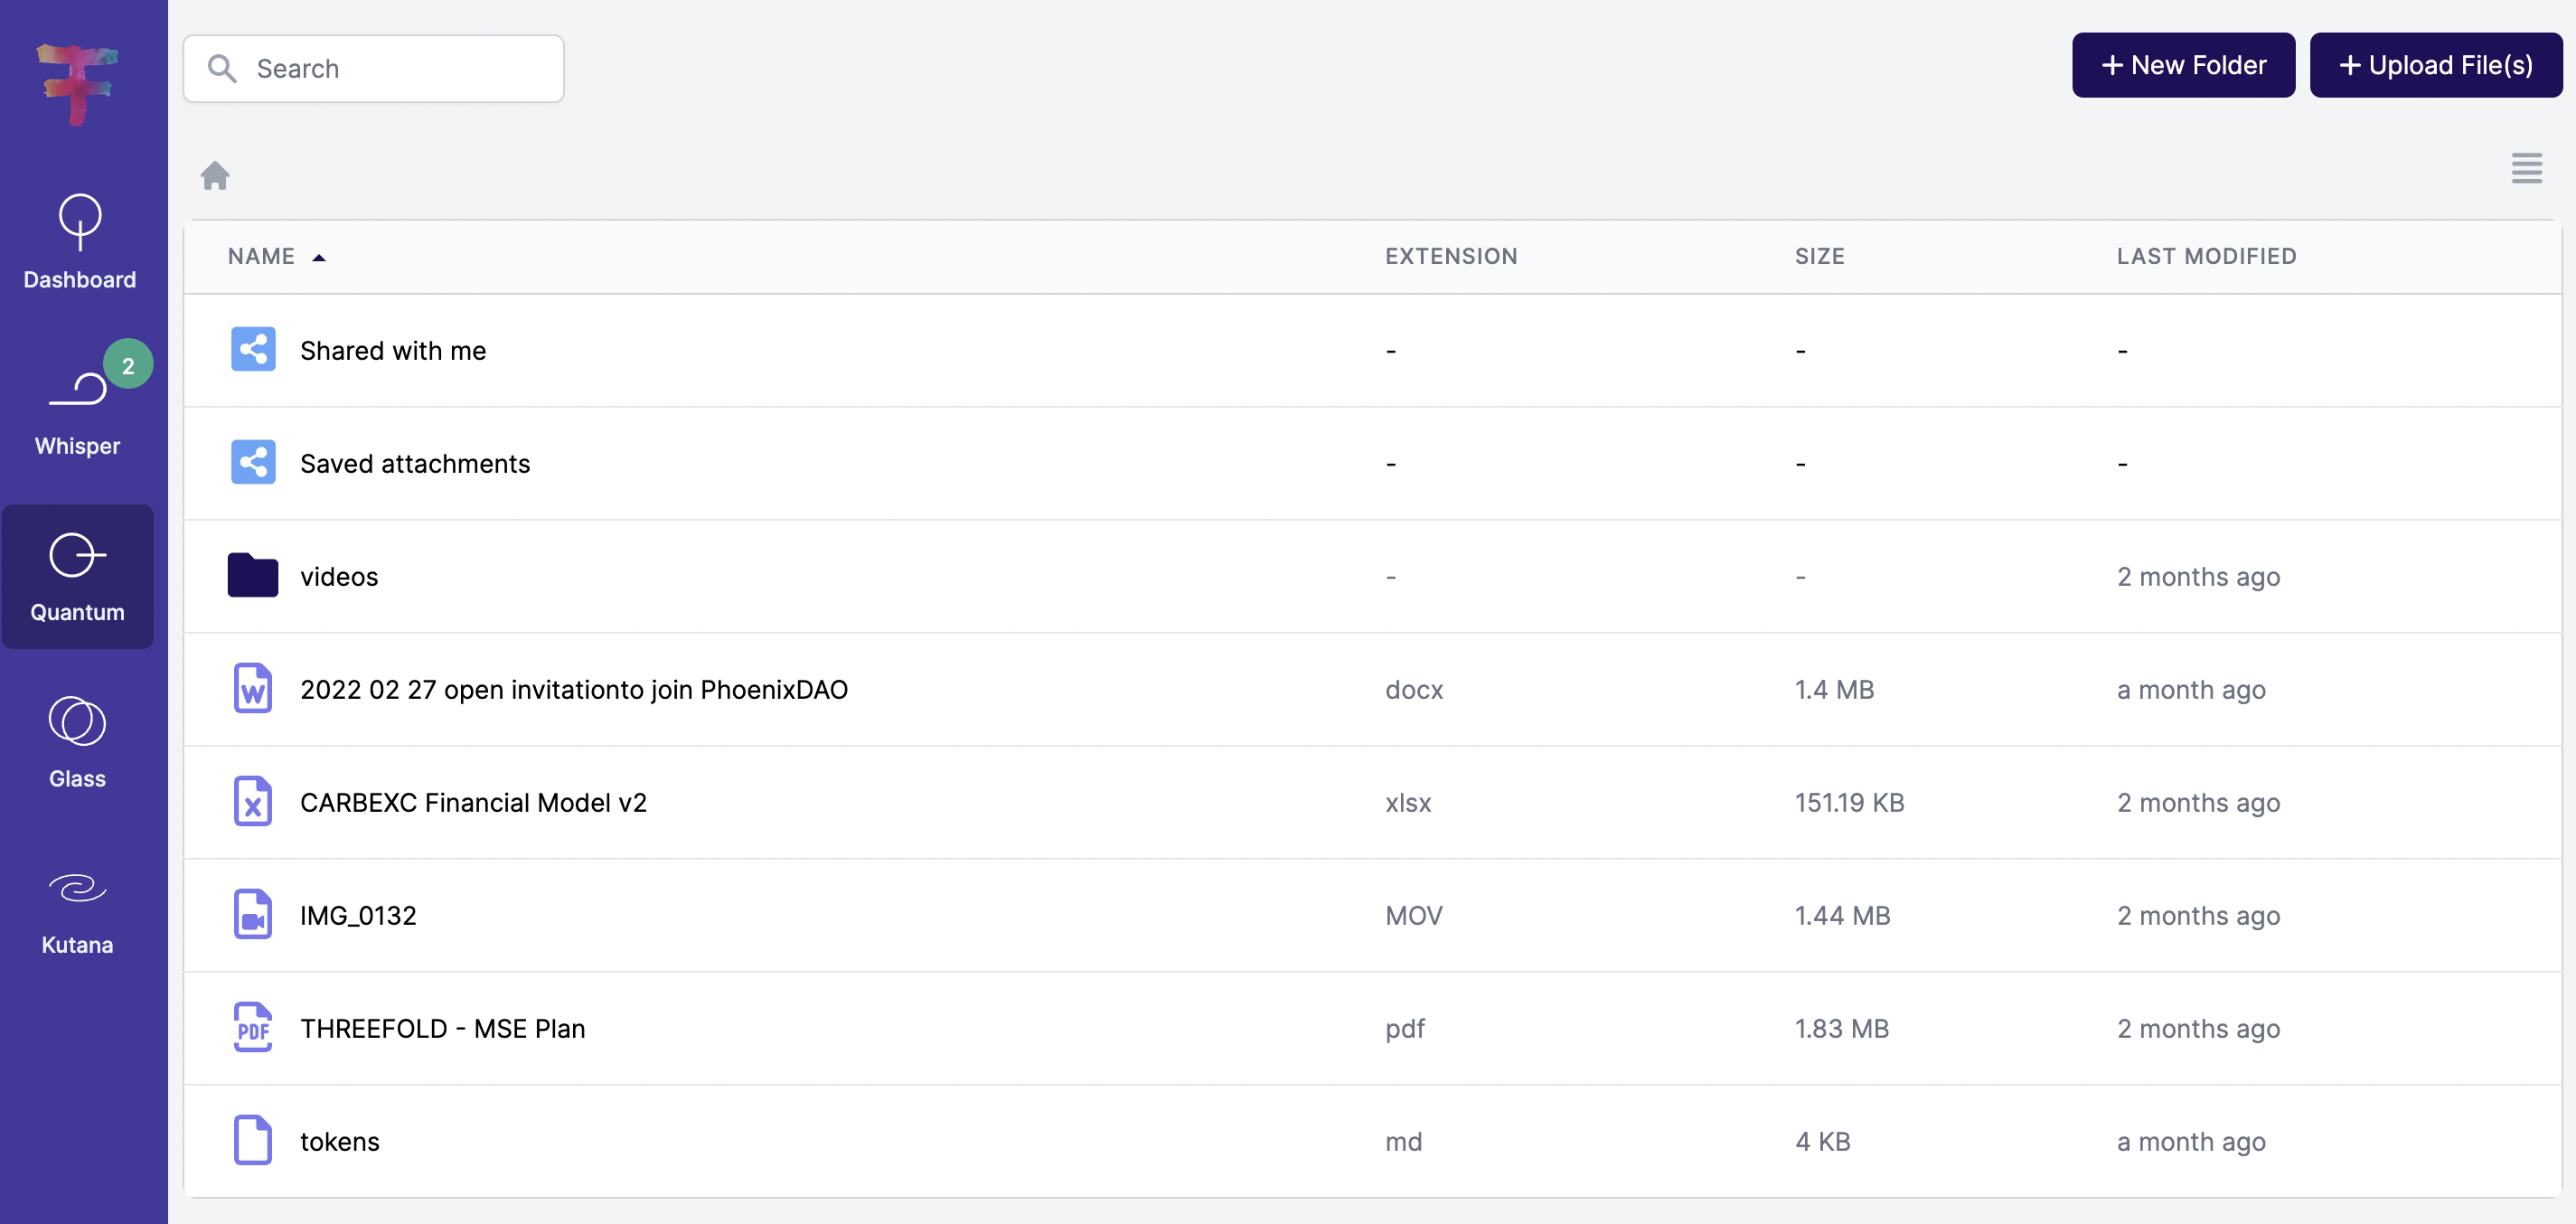 Search
+ New Folder
+ Upload File(s)
Dashboard
2
Whisper
Quantum
Glass
Kutana
NAME EXTENSION SIZE LAST MODIFIED
Shared with me - - -
Saved attachments - - -
videos - - 2 months ago
W 2022 02 27 open invitationto join PhoenixDAO docx 1.4 MB a month ago
X CARBEXC Financial Model v2 xlsx 151.19 KB 2 months ago
IMG_0132 MOV 1.44 MB 2 months ago
PDF THREEFOLD - MSE Plan pdf 1.83 MB 2 months ago
tokens md 4 KB a month ago